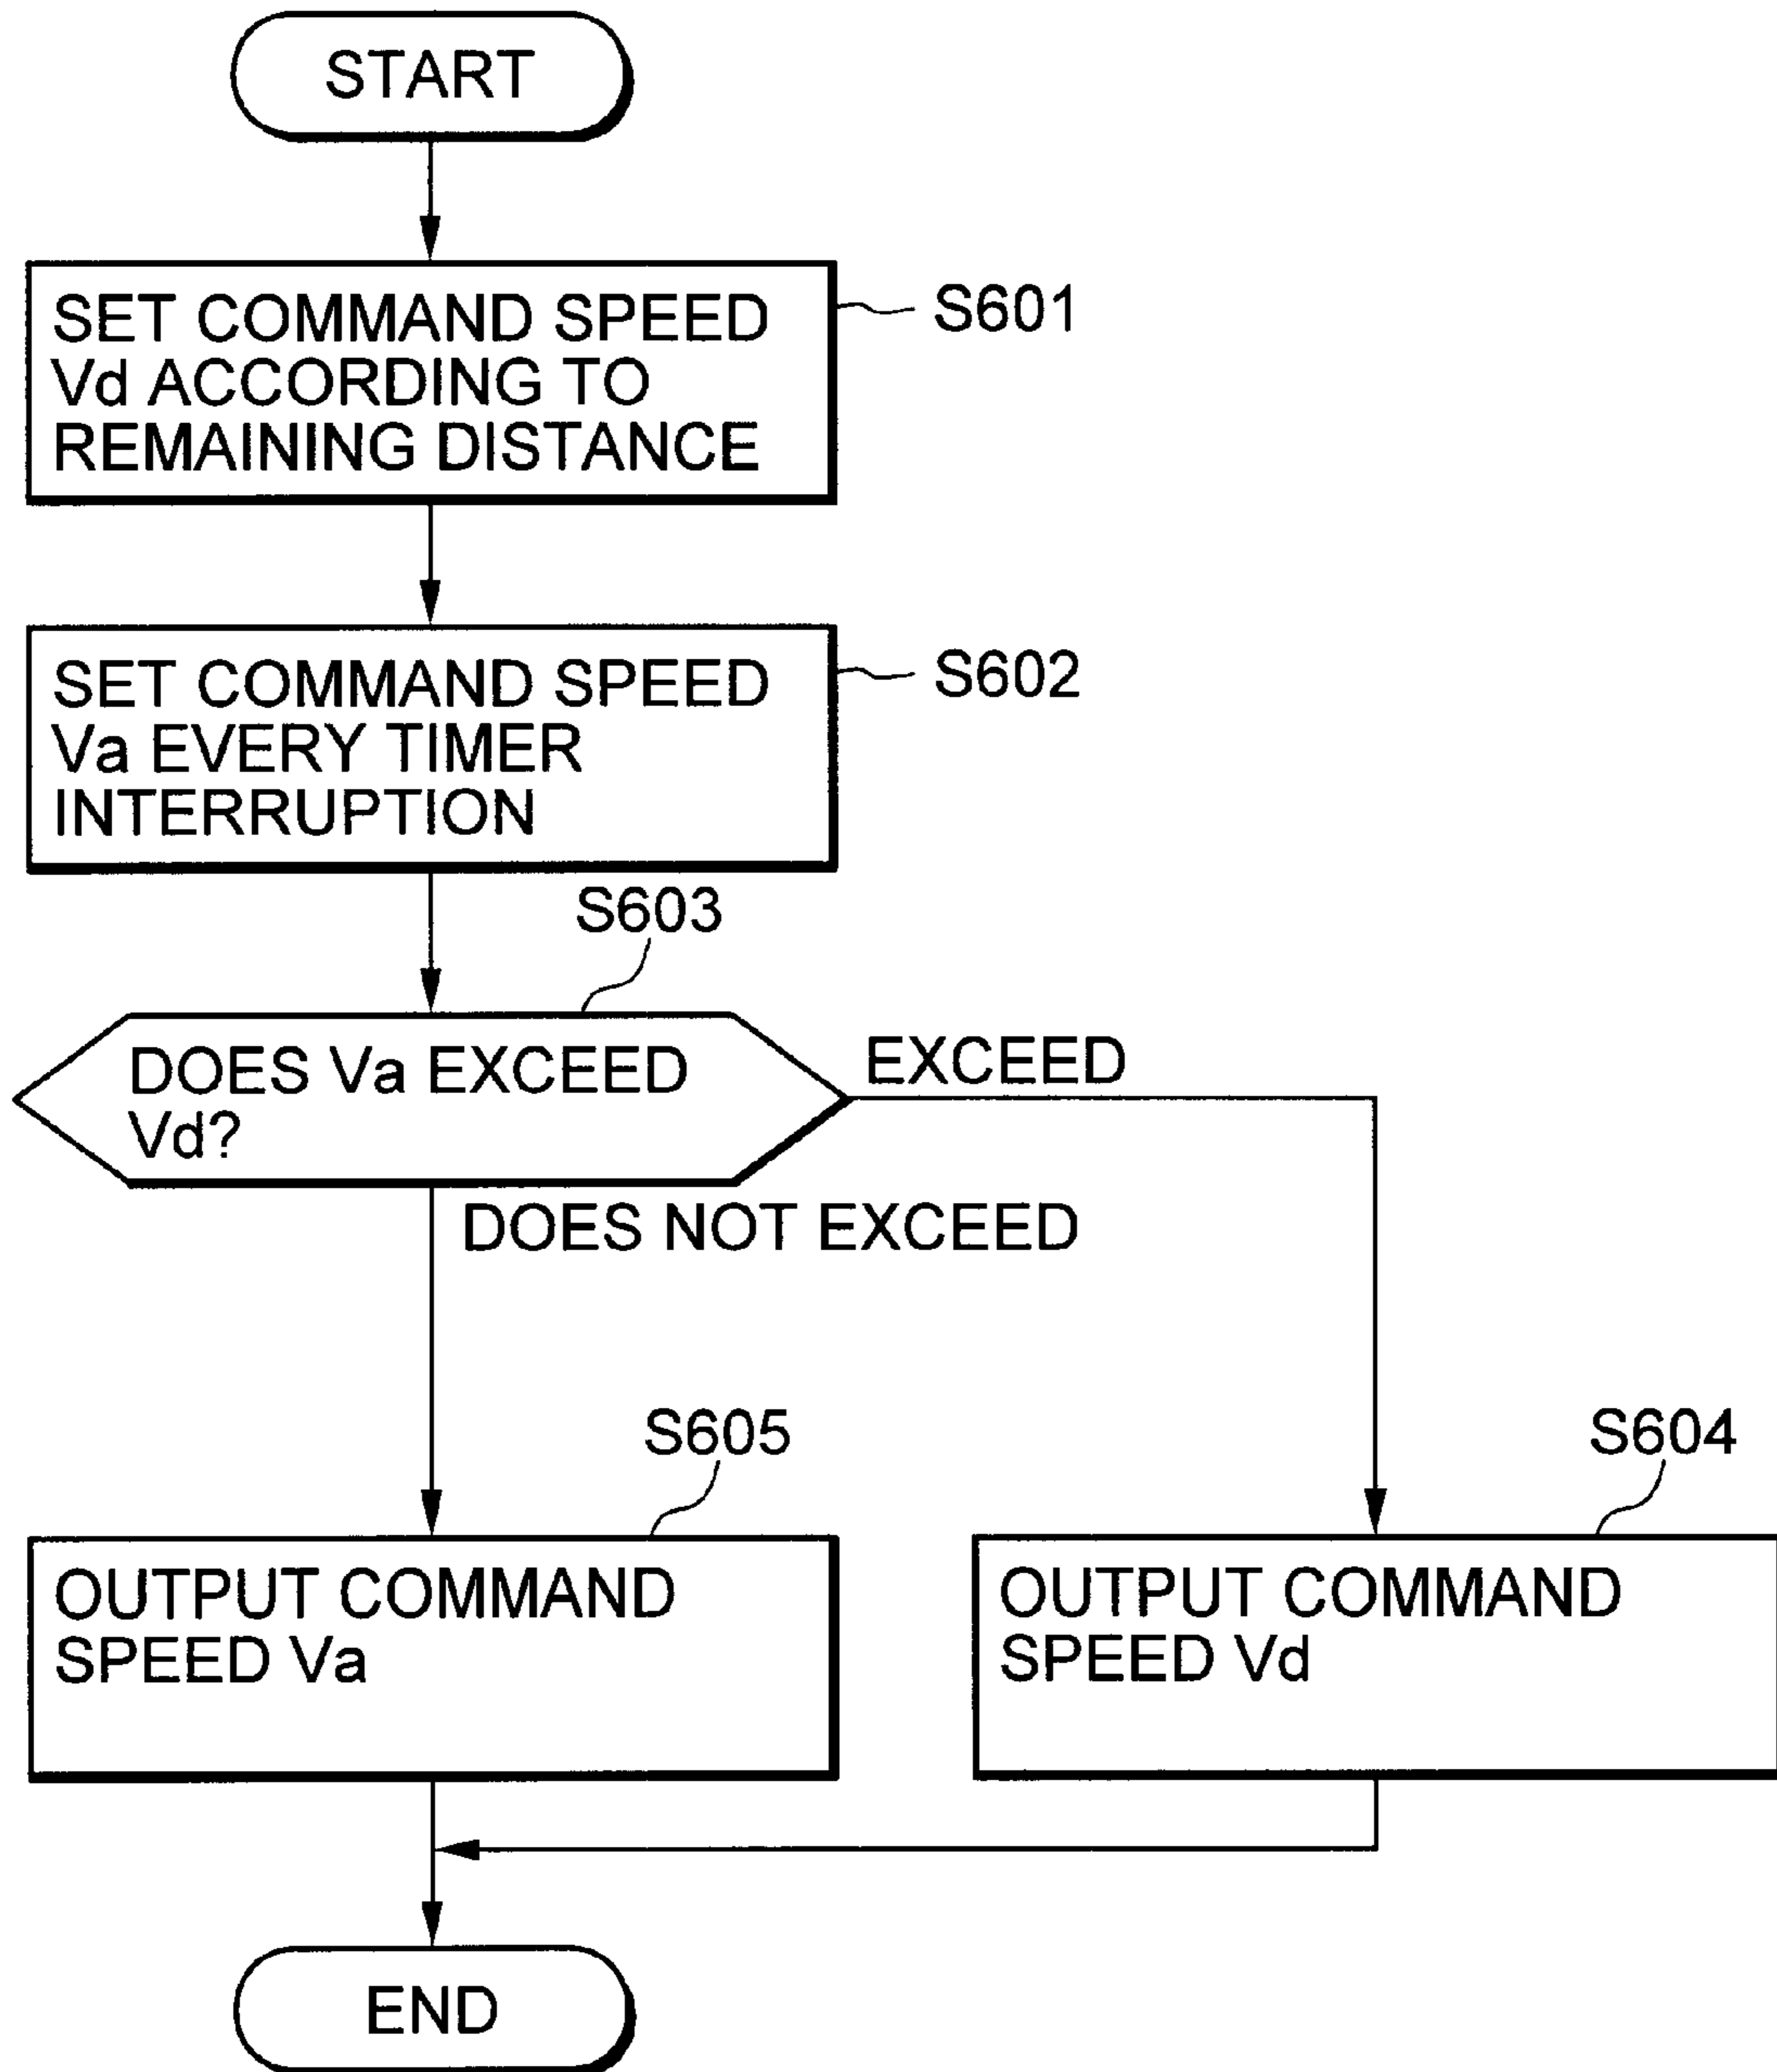 START
SET COMMAND SPEED
Vd ACCORDING TO
REMAINING DISTANCE
S601
SET COMMAND SPEED
Va EVERY TIMER
INTERRUPTION
S602
S603
DOES Va EXCEED
Vd?
EXCEED
DOES NOT EXCEED
S605
OUTPUT COMMAND
SPEED Va
S604
OUTPUT COMMAND
SPEED Vd
END